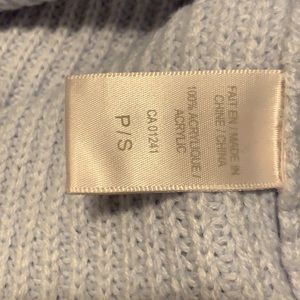 FAIT EN / MADE IN
CHINE / CHINA
100% ACRYLIQUE /
ACRYLIC
CA 01241
P / S